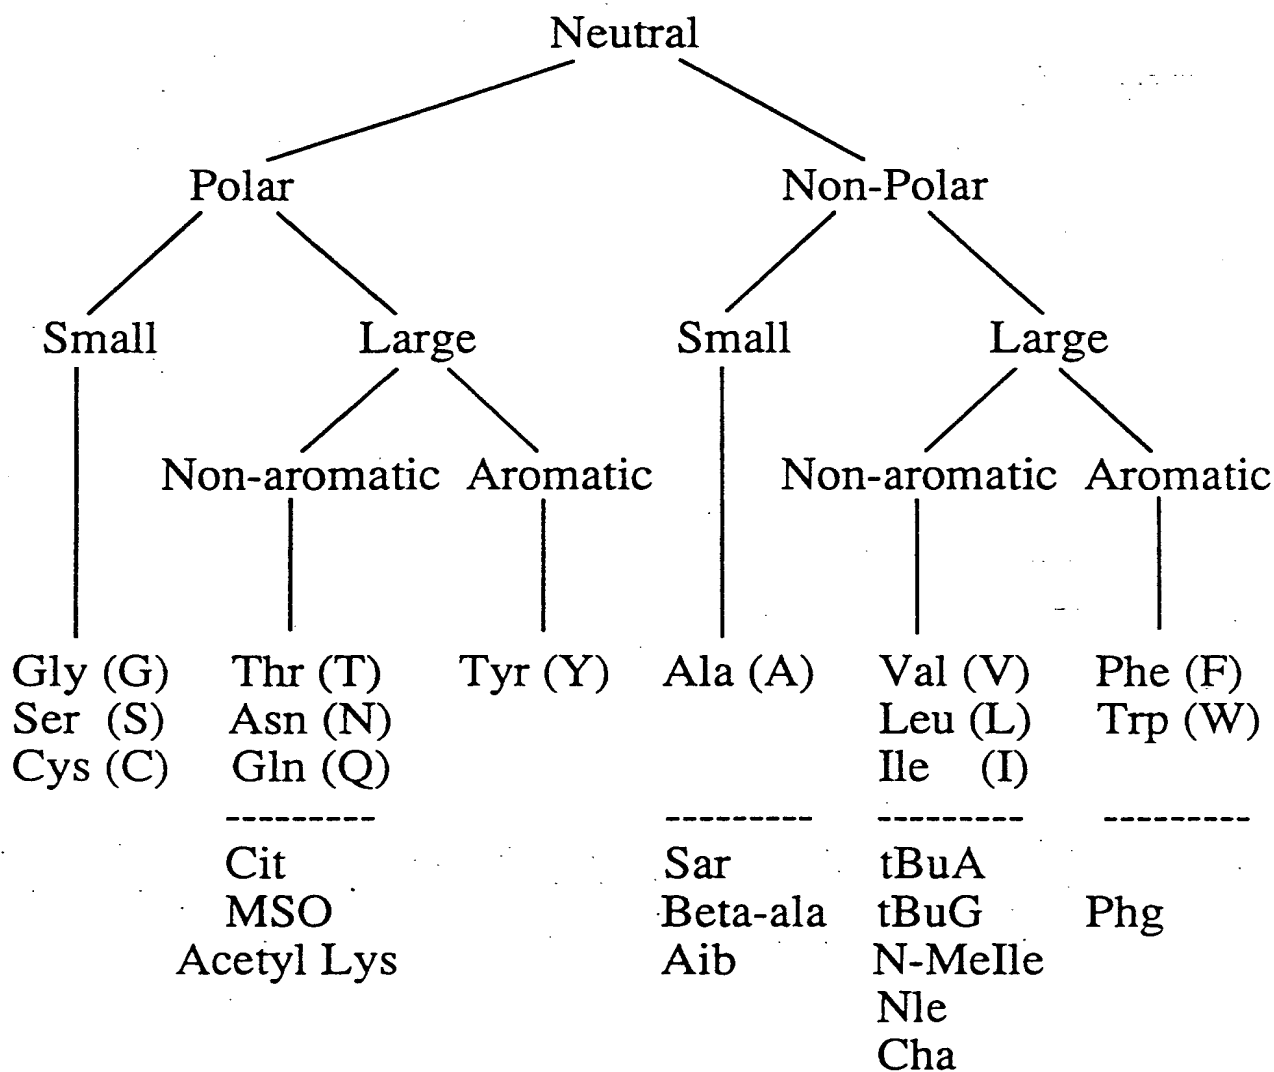 Neutral
Polar Non-Polar
Small Large Small Large
Non-aromatic Aromatic Non-aromatic Aromatic
Gly (G) Thr (T) Tyr (Y) Ala (A) Val (V) Phe (F)
Ser (S) Asn (N) Leu (L) Trp (W)
Cys (C) Gln (Q) Ile (I)
--------- --------- --------- ---------
Cit Sar tBuA
MSO Beta-ala tBuG Phg
Acetyl Lys Aib N-MeIle
Nle
Cha